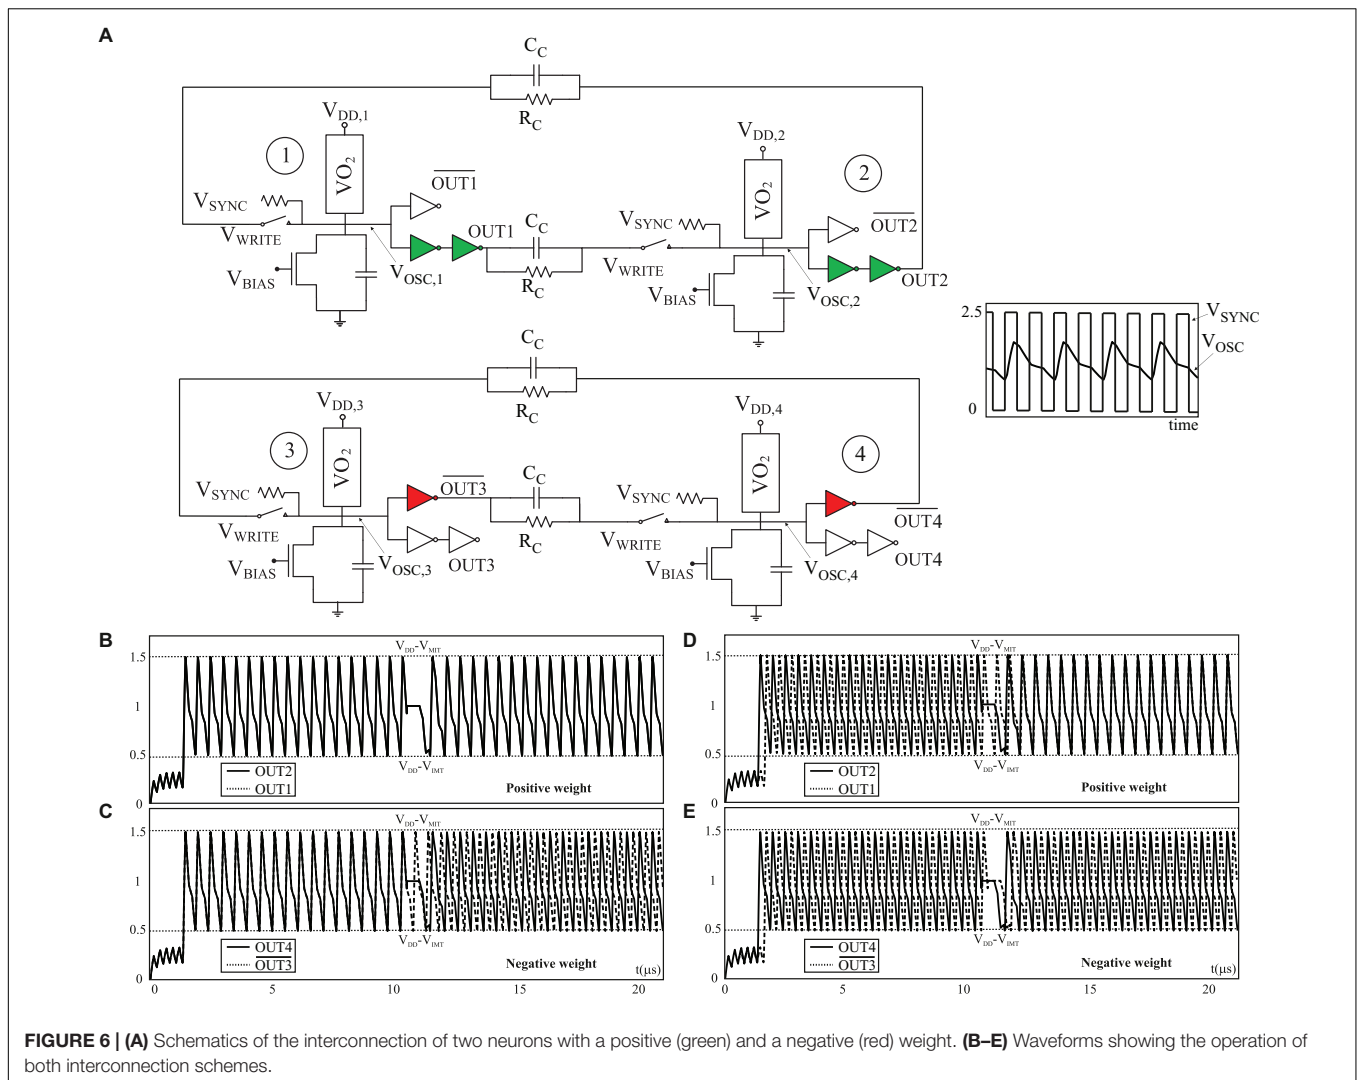 A
C_C
R_C
V_DD,1
V_DD,2
1
VO₂
2
VO₂
OUT1
OUT2
V_SYNC
V_WRITE
OUT1
C_C
R_C
V_SYNC
V_WRITE
V_BIAS
V_OSC,1
V_BIAS
V_OSC,2
OUT2
2.5
V_SYNC
V_OSC
0
time
C_C
R_C
V_DD,3
V_DD,4
3
VO₂
4
VO₂
OUT3
C_C
R_C
V_SYNC
V_WRITE
V_SYNC
V_WRITE
OUT4
V_BIAS
V_OSC,3
OUT3
V_BIAS
V_OSC,4
OUT4
B
V_DD-V_MIT
1.5
1
0.5
0
V_DD-V_IMT
OUT2
OUT1
Positive weight
D
V_DD-V_MIT
1.5
1
0.5
0
V_DD-V_IMT
OUT2
OUT1
Positive weight
C
V_DD-V_MIT
1.5
1
0.5
0
V_DD-V_IMT
OUT4
OUT3
Negative weight
t(μs)
0 5 10 15 20
E
V_DD-V_MIT
1.5
1
0.5
0
V_DD-V_IMT
OUT4
OUT3
Negative weight
t(μs)
0 5 10 15 20
FIGURE 6 | (A) Schematics of the interconnection of two neurons with a positive (green) and a negative (red) weight. (B–E) Waveforms showing the operation of
both interconnection schemes.